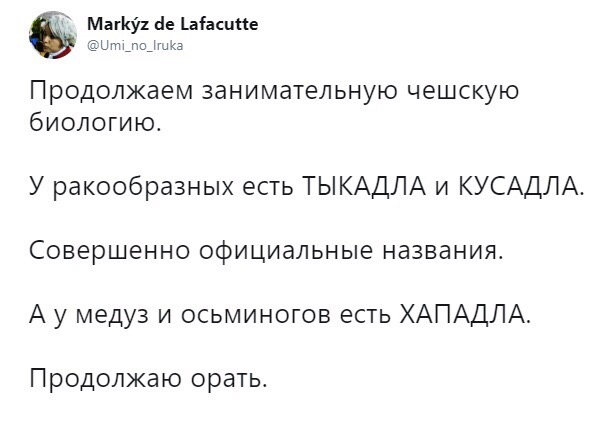 Markýz de Lafacutte
@Umi_no_Iruka
Продолжаем занимательную чешскую
биологию.
У ракообразных есть ТЫКАДЛА и КУСАДЛА.
Совершенно официальные названия.
А у медуз и осьминогов есть ХАПАДЛА.
Продолжаю орать.